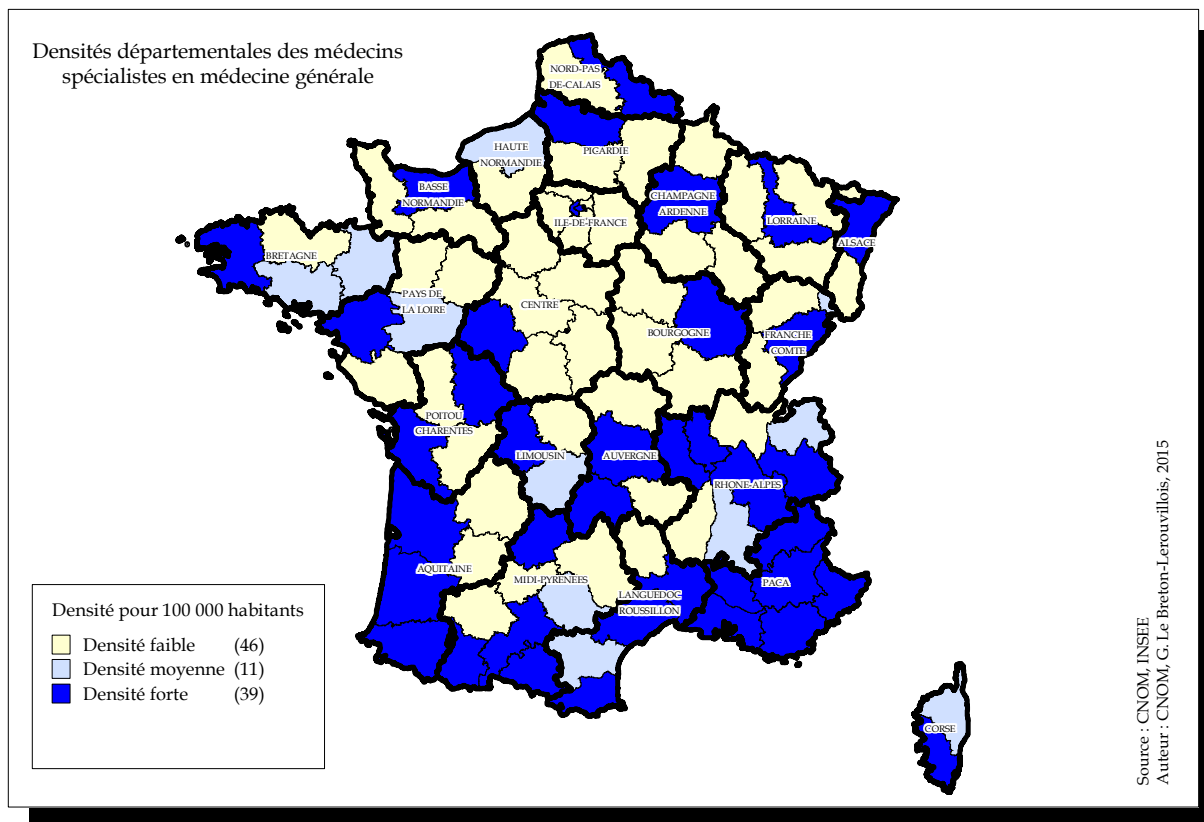 Densités départementales des médecins
spécialistes en médecine générale
NORD-PAS
DE-CALAIS
HAUTE
NORMANDIE
PICARDIE
BASSE
NORMANDIE
CHAMPAGNE
ARDENNE
ILE-DE-FRANCE
LORRAINE
ALSACE
BRETAGNE
PAYS DE
LA LOIRE
CENTRE
BOURGOGNE
FRANCHE
COMTE
POITOU
CHARENTES
LIMOUSIN
AUVERGNE
RHONE-ALPES
AQUITAINE
MIDI-PYRENEES
LANGUEDOC-
ROUSSILLON
PACA
CORSE
Densité pour 100 000 habitants
Densité faible (46)
Densité moyenne (11)
Densité forte (39)
Source : CNOM, INSEE
Auteur : CNOM, G. Le Breton-Lerouvillois, 2015